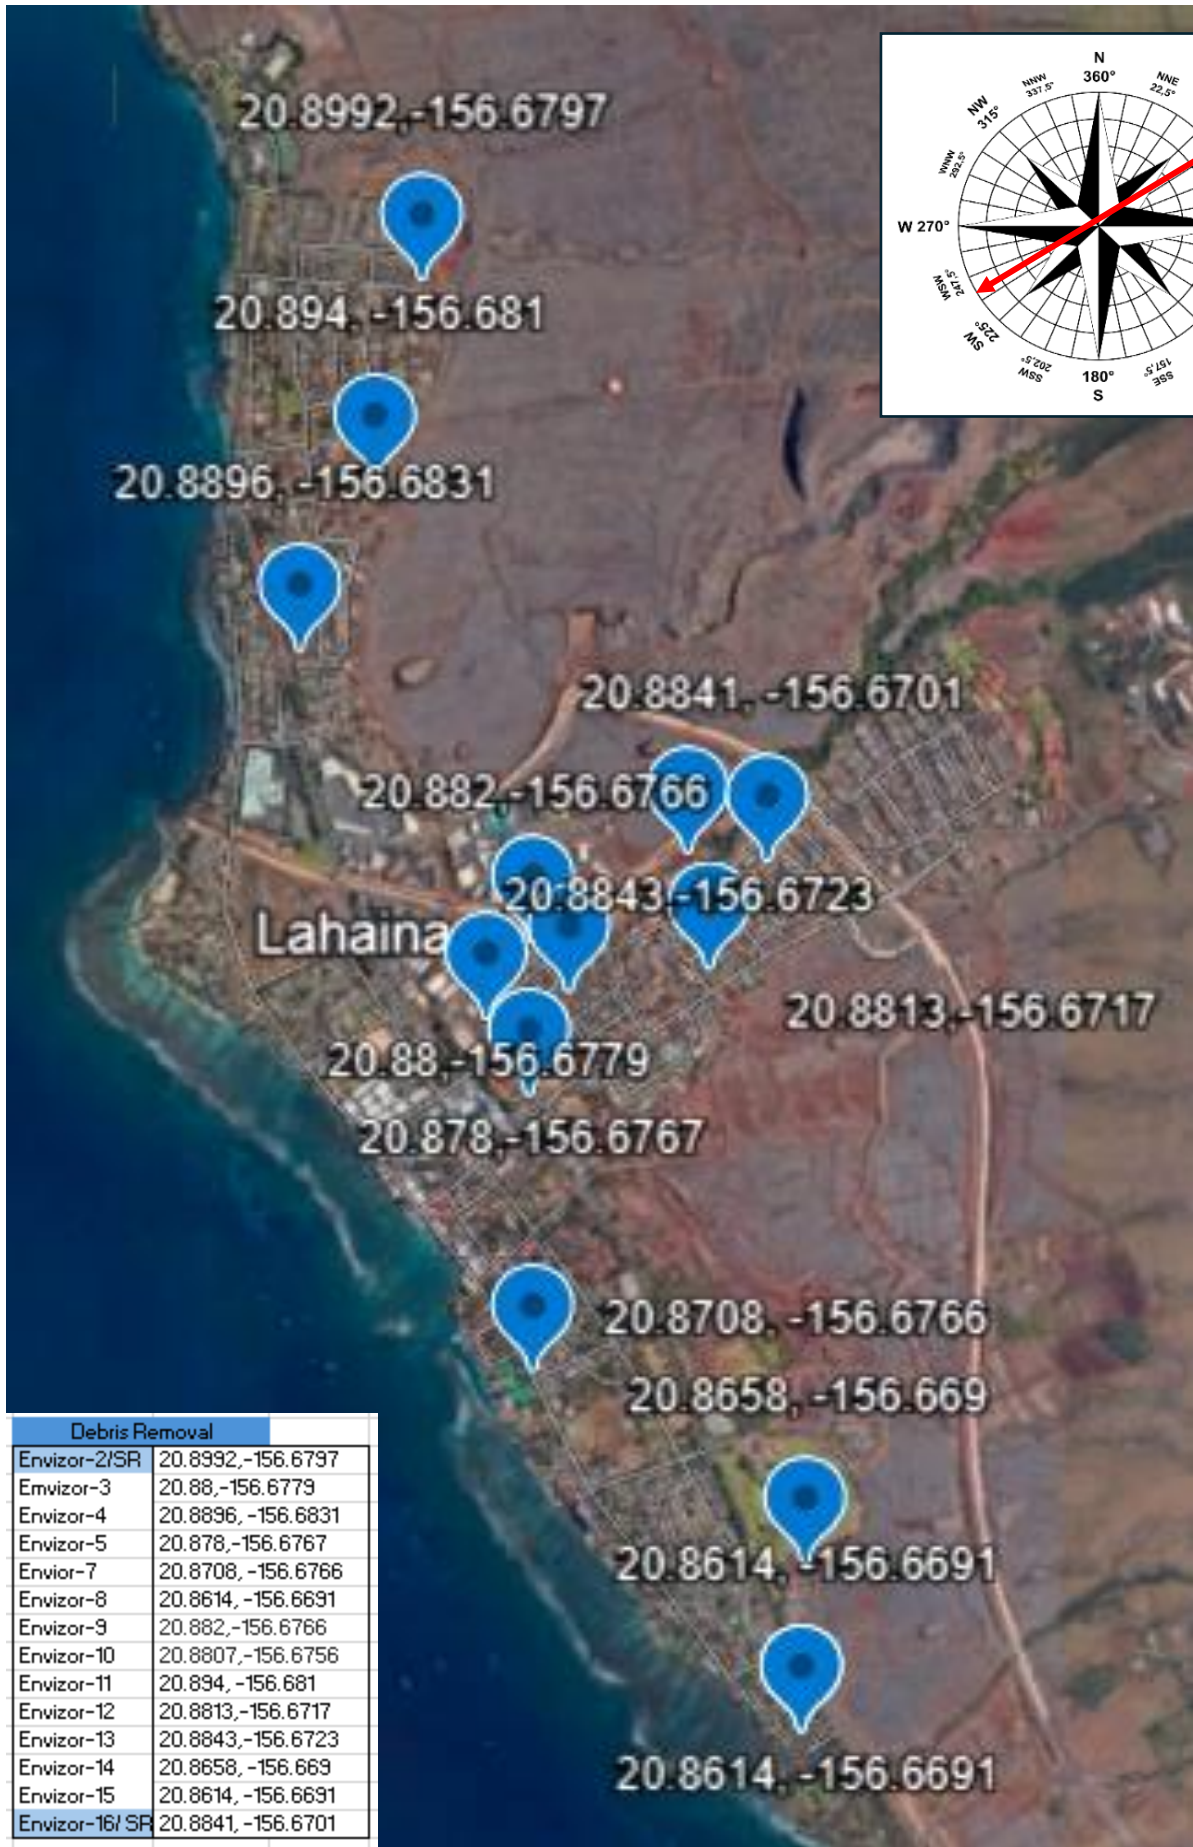 20.8992,-156.6797
N
360°
NNW
337,5°
NNE
22,5°
NW
315°
WNW
292,5°
W 270°
WSW
247,5°
SW
225°
SSW
202,5°
180°
S
SSE
157,5°
20.894, -156.681
20.8896, -156.6831
20.8841, -156.6701
20.882,-156.6766
20.8843,-156.6723
Lahaina
20.8813,-156.6717
20.88,-156.6779
20.878,-156.6767
20.8708, -156.6766
20.8658, -156.669
20.8614, -156.6691
20.8614, -156.6691
Debris Removal
Envizor-2/SR 20.8992,-156.6797
Emvizor-3 20.88,-156.6779
Envizor-4 20.8896, -156.6831
Envizor-5 20.878,-156.6767
Envior-7 20.8708, -156.6766
Envizor-8 20.8614, -156.6691
Envizor-9 20.882,-156.6766
Envizor-10 20.8807,-156.6756
Envizor-11 20.894, -156.681
Envizor-12 20.8813,-156.6717
Envizor-13 20.8843,-156.6723
Envizor-14 20.8658, -156.669
Envizor-15 20.8614, -156.6691
Envizor-16/ SR 20.8841, -156.6701